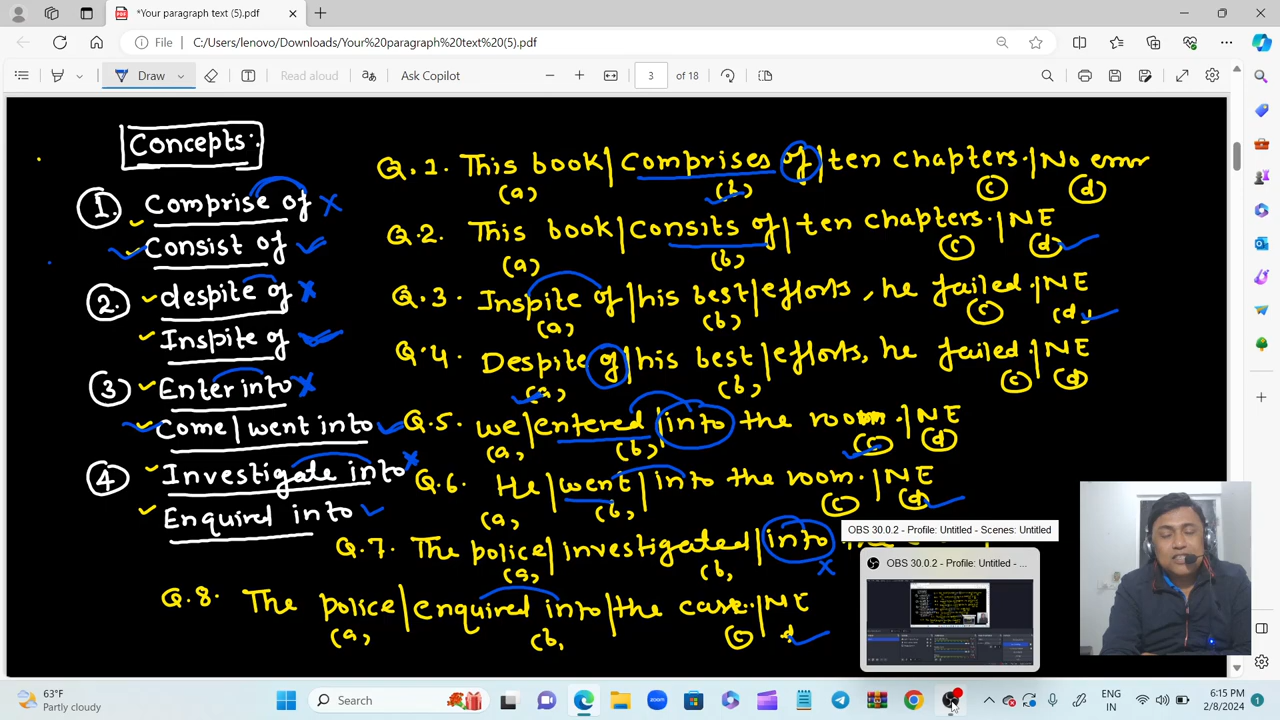 *Your paragraph text (5).pdf
File
C:/Users/lenovo/Downloads/Your%20paragraph%20text%20(5).pdf
Draw
Read aloud
Ask Copilot
3
of 18
Concepts:
1. Comprise of x
Consist of
2. despite of x
Inspite of
3 Enter into x
Come/went into
4 Investigate into x
Enquired into
Q.1. This book/comprises of/ten chapters./No error
(a) (b) (c) (d)
Q.2. This book/Consits of/ten chapters./NE
(a) (b) (c) (d)
Q.3. Inspite of/his best/efforts, he failed./NE
(a) (b) (c) (d)
Q.4. Despite of/his best/efforts, he failed./NE
(a) (b) (c) (d)
Q.5. we/entered/into the room./NE
(a) (b) (c) (d)
Q.6. He/went/into the room./NE
(a) (b) (c) (d)
Q.7. The police/investigated/into
(a) (b) x
Q.8. The police/enquired into/the case./NE
(a) (b) (c) d
OBS 30.0.2 - Profile: Untitled - Scenes: Untitled
OBS 30.0.2 - Profile: Untitled - ...
63°F
Partly cloudy
Search
zoom
ENG
IN
6:15 PM
2/8/2024